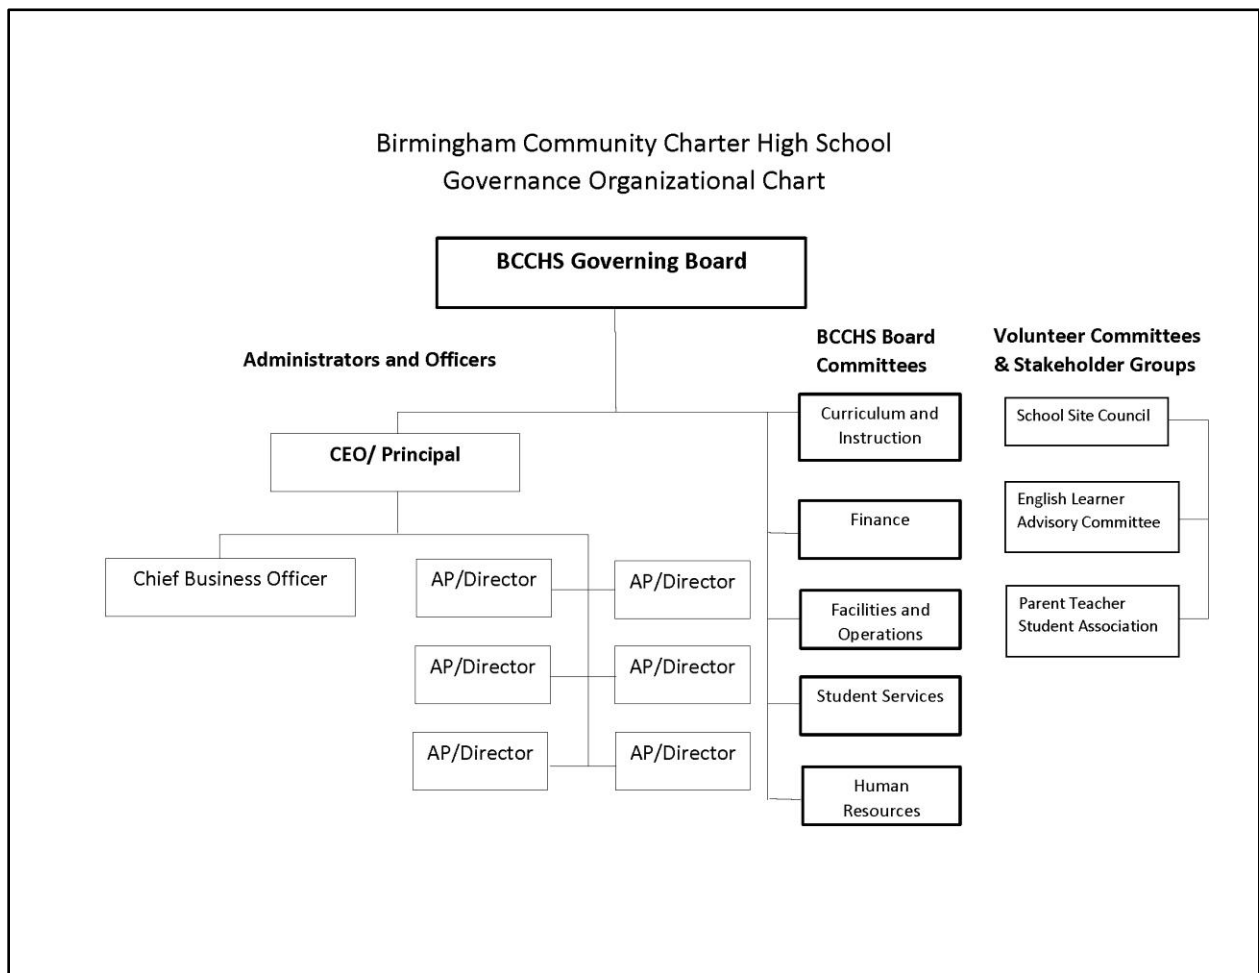 Birmingham Community Charter High School
Governance Organizational Chart
BCCHS Governing Board
Administrators and Officers
BCCHS Board
Committees
Volunteer Committees
& Stakeholder Groups
CEO/ Principal
Chief Business Officer
AP/Director
AP/Director
AP/Director
AP/Director
AP/Director
AP/Director
Curriculum and
Instruction
Finance
Facilities and
Operations
Student Services
Human
Resources
School Site Council
English Learner
Advisory Committee
Parent Teacher
Student Association